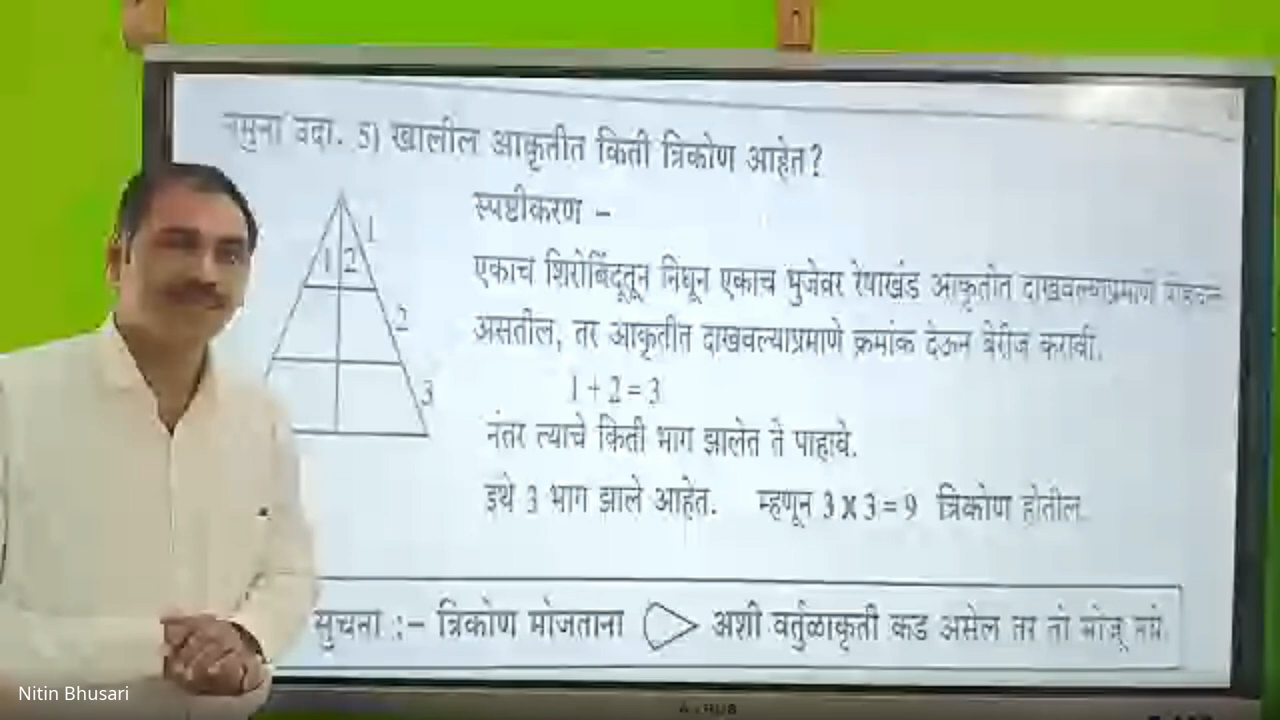 नमुना वदा. 5) खालील आकृतीत किती त्रिकोण आहेत?
स्पष्टीकरण –
एकाच शिरोबिंदूतून निघून एकाच भुजेवर रेषाखंड आकृतीत दाखवल्याप्रमाणे
असतील, तर आकृतीत दाखवल्याप्रमाणे क्रमांक देऊन बेरीज करावी.
1 + 2 = 3
नंतर त्याचे किती भाग झालेत ते पाहावे.
इथे 3 भाग झाले आहेत. म्हणून 3 x 3 = 9 त्रिकोण होतील.
1
1 2
2
3
सुचना :– त्रिकोण मोजताना अशी वर्तुळाकृती कड असेल तर तो मोजू नये.
Nitin Bhusari